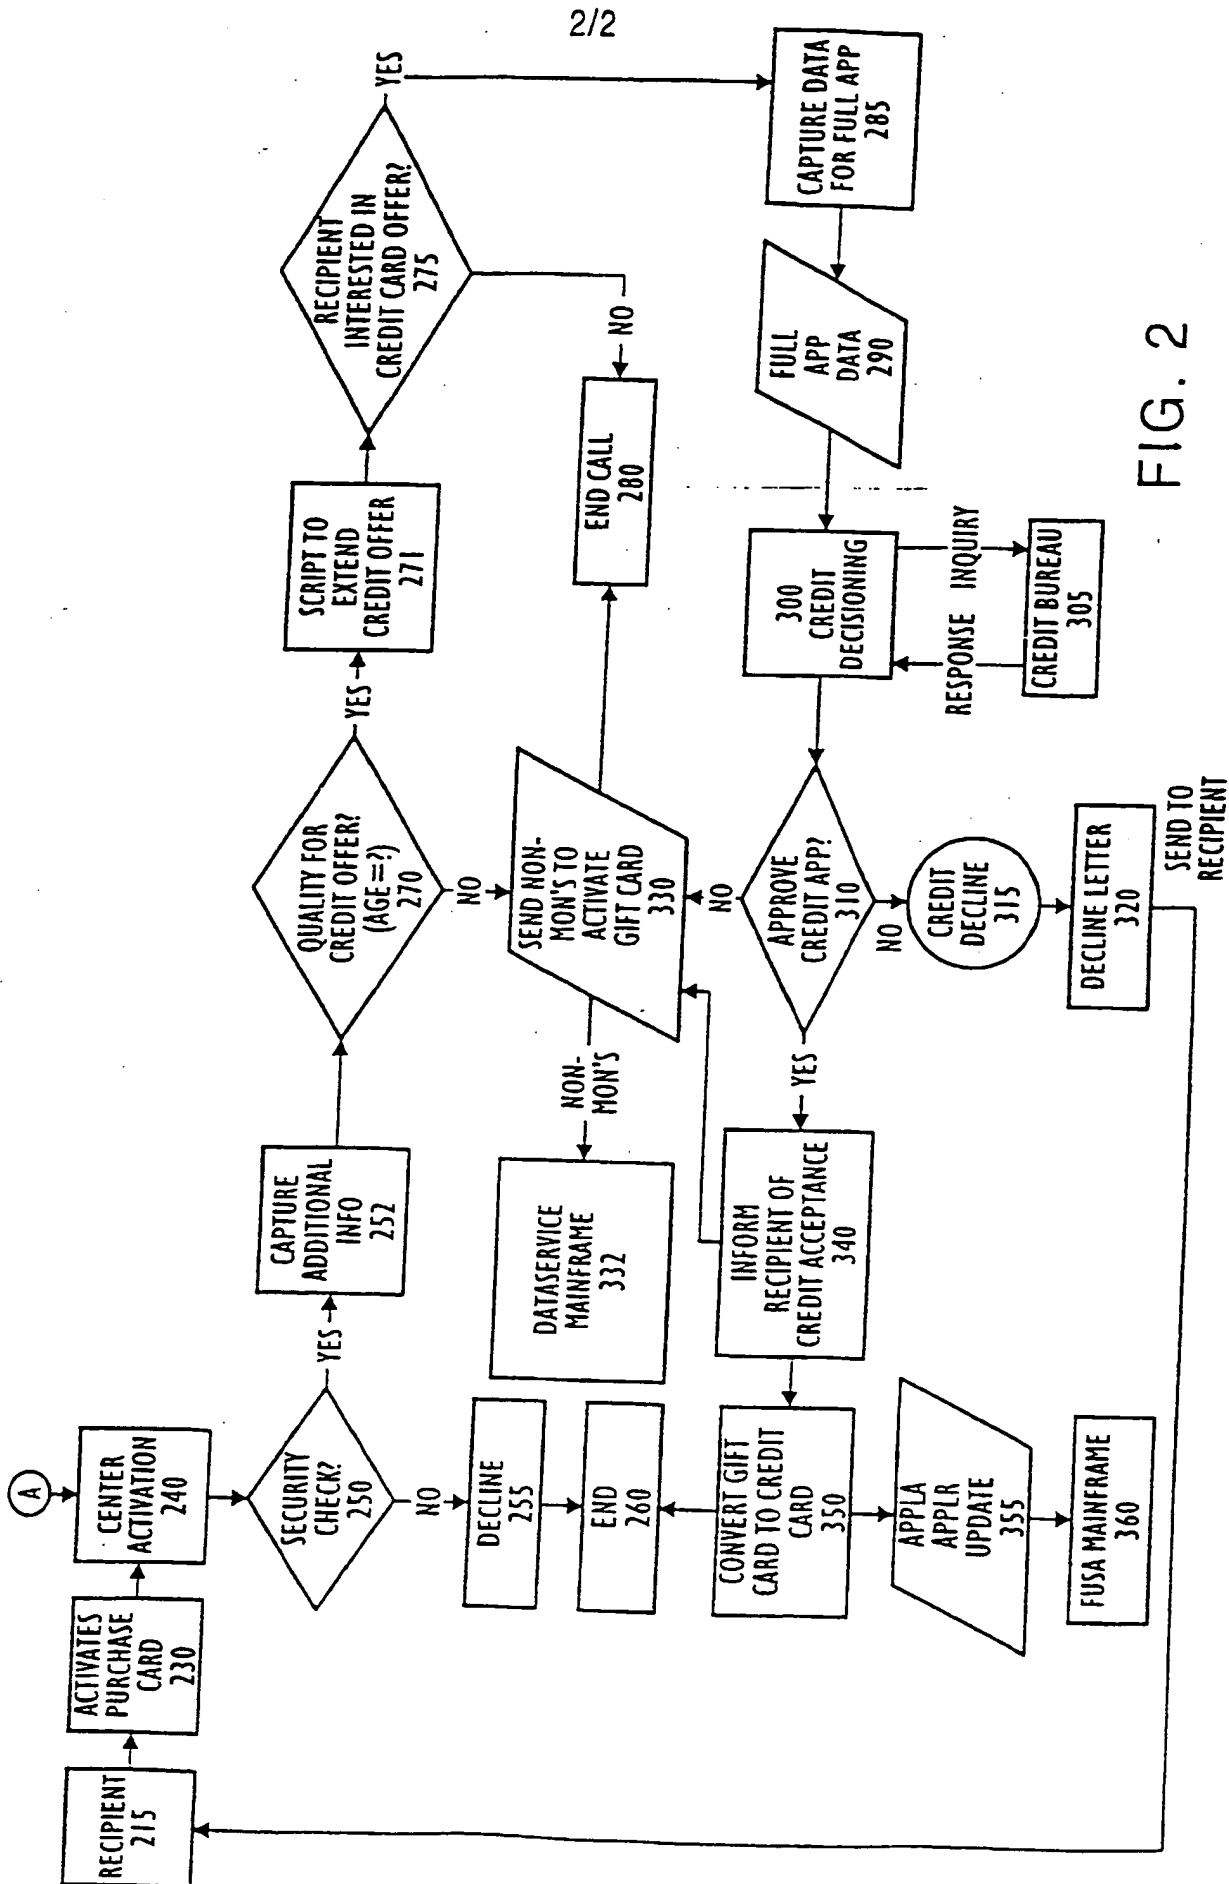 2/2
A
RECIPIENT
215
ACTIVATES
PURCHASE
CARD
230
CENTER
ACTIVATION
240
SECURITY
CHECK?
250
YES
NO
CAPTURE
ADDITIONAL
INFO
252
QUALITY FOR
CREDIT OFFER?
(AGE=?)
270
YES
NO
SCRIPT TO
EXTEND
CREDIT OFFER
271
RECIPIENT
INTERESTED IN
CREDIT CARD OFFER?
275
YES
NO
DECLINE
255
END
260
DATASERVICE
MAINFRAME
332
NON-
MON'S
SEND NON-
MON'S TO
ACTIVATE
GIFT CARD
330
END CALL
280
CAPTURE DATA
FOR FULL APP
285
FULL
APP
DATA
290
300
CREDIT
DECISIONING
RESPONSE
INQUIRY
CREDIT BUREAU
305
APPROVE
CREDIT APP?
310
NO
NO
YES
CREDIT
DECLINE
315
DECLINE LETTER
320
SEND TO
RECIPIENT
INFORM
RECIPIENT OF
CREDIT ACCEPTANCE
340
CONVERT GIFT
CARD TO CREDIT
CARD
350
APPLA
APPLR
UPDATE
355
FUSA MAINFRAME
360
FIG. 2